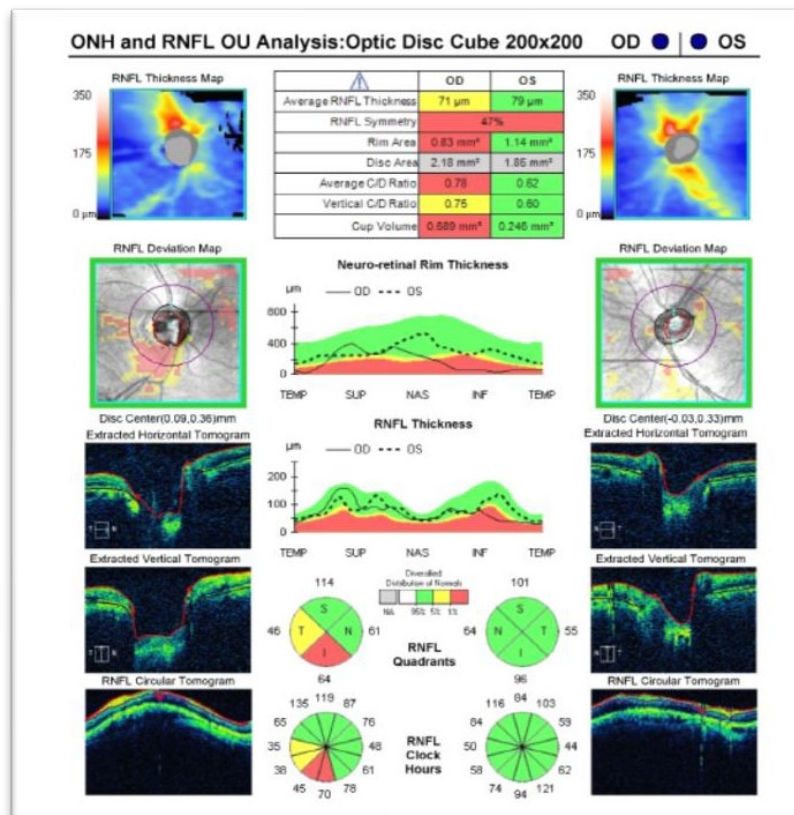 ONH and RNFL OU Analysis:Optic Disc Cube 200x200 OD OS
RNFL Thickness Map
350
175
0 µm
OD OS
Average RNFL Thickness 71 µm 79 µm
RNFL Symmetry 47%
Rim Area 0.83 mm² 1.14 mm²
Disc Area 2.18 mm² 1.85 mm²
Average C/D Ratio 0.78 0.62
Vertical C/D Ratio 0.75 0.60
Cup Volume 0.689 mm³ 0.246 mm³
RNFL Thickness Map
350
175
0 µm
RNFL Deviation Map
Disc Center(0.09,0.36)mm
Neuro-retinal Rim Thickness
µm OD OS
800
400
0
TEMP SUP NAS INF TEMP
RNFL Deviation Map
Disc Center(-0.03,0.33)mm
Extracted Horizontal Tomogram
T N
RNFL Thickness
µm OD OS
200
100
0
TEMP SUP NAS INF TEMP
Extracted Horizontal Tomogram
N T
Extracted Vertical Tomogram
Diversified:
Distribution of Normals
NA 95% 5% 1%
114
S
46 T N 61
I
64
RNFL
Quadrants
101
S
64 N T 55
I
96
Extracted Vertical Tomogram
RNFL Circular Tomogram
119
135 87
65 76
35 48
38 61
45 78
70
RNFL
Clock
Hours
84
116 103
84 59
50 44
58 62
74 121
94
RNFL Circular Tomogram